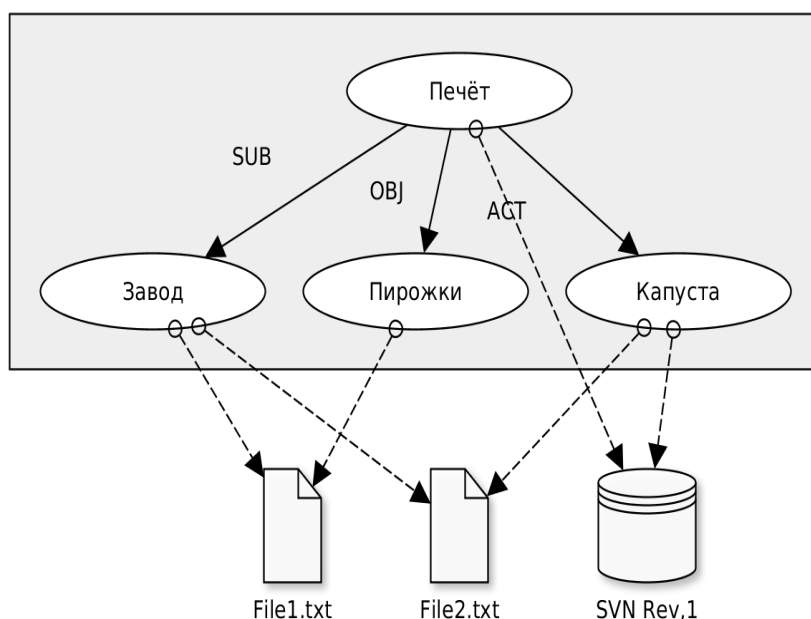 Печёт
SUB
OBJ
ACT
Завод
Пирожки
Капуста
File1.txt
File2.txt
SVN Rev,1